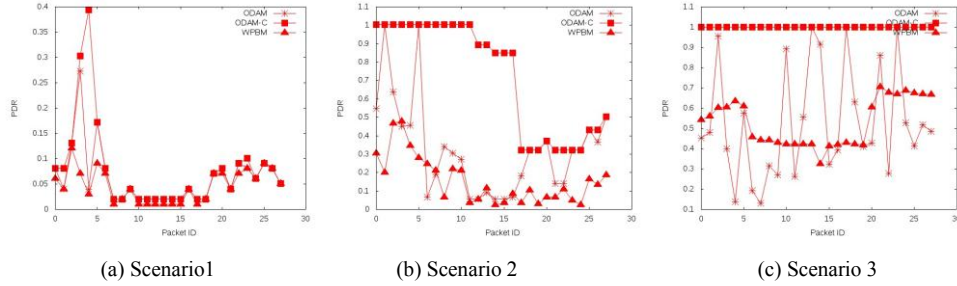 0.4
0.35
0.3
0.25
0.2
0.15
0.1
0.05
0
PDR
0 5 10 15 20 25 30
Packet ID
ODAM
ODAM-C
WPBM
1.1
1
0.9
0.8
0.7
0.6
0.5
0.4
0.3
0.2
0.1
0
PDR
0 5 10 15 20 25 30
Packet ID
ODAM
ODAM-C
WPBM
1.1
1
0.9
0.8
0.7
0.6
0.5
0.4
0.3
0.2
0.1
PDR
0 5 10 15 20 25 30
Packet ID
ODAM
ODAM-C
WPBM
(a) Scenario1
(b) Scenario 2
(c) Scenario 3